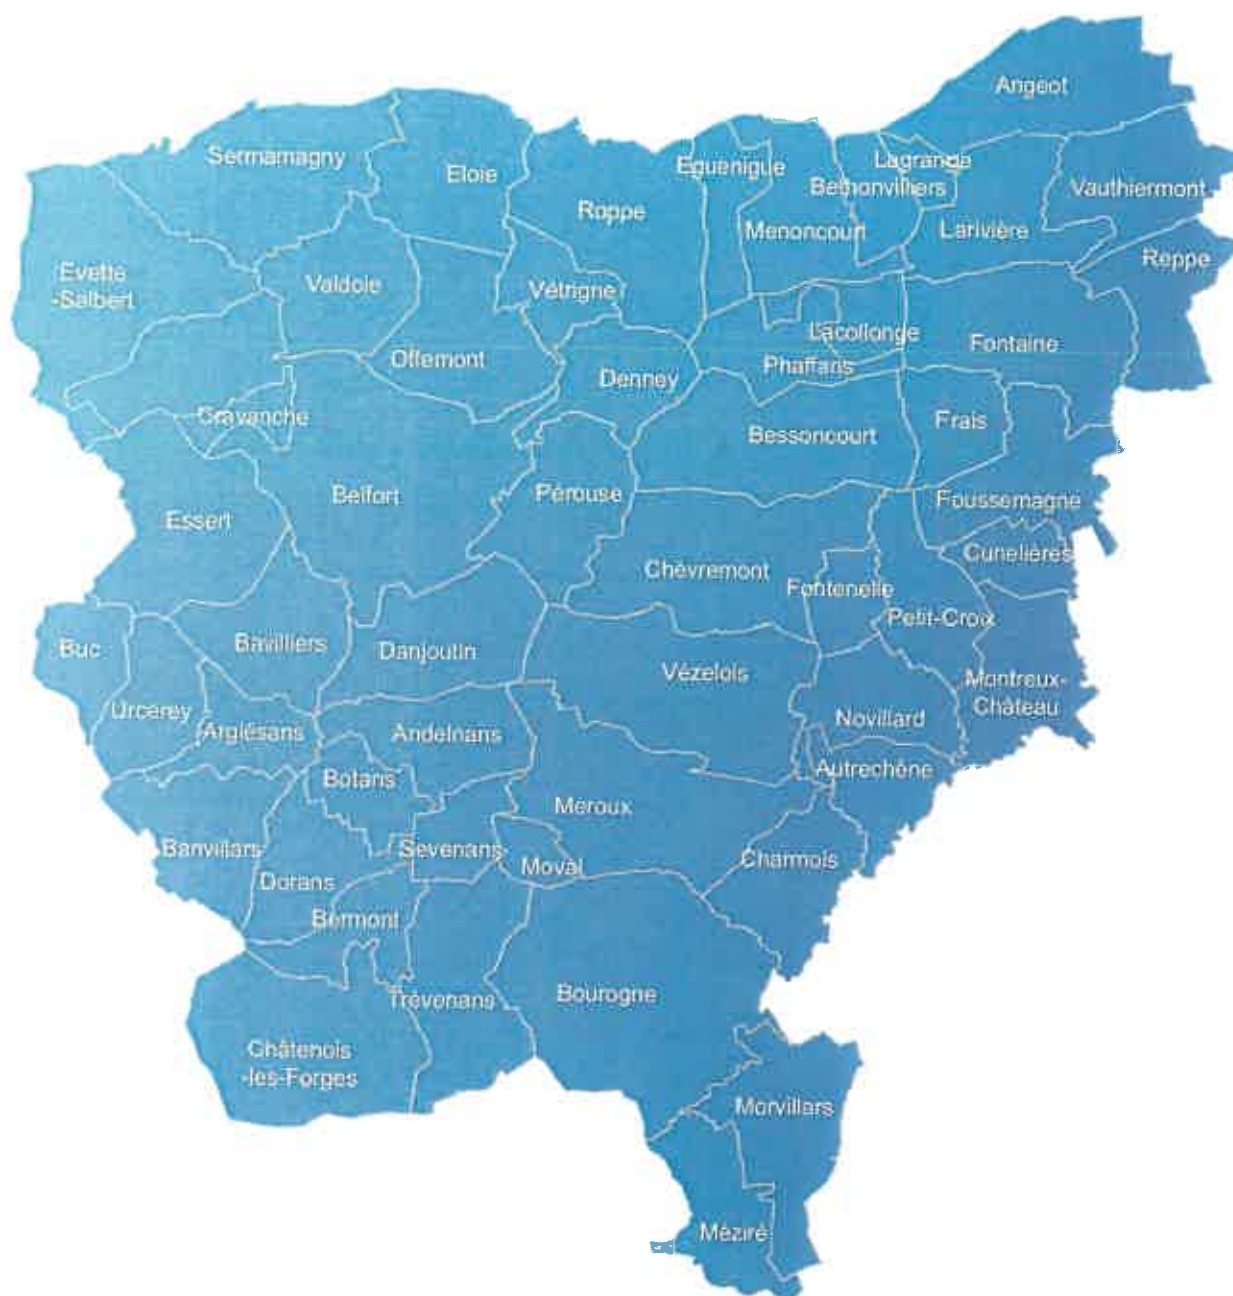 Angeot
Sermamagny
Eloie
Eguenigue
Lagrange
Bethonvilliers
Vauthiermont
Roppe
Menoncourt
Larivière
Reppe
Evette
-Salbert
Valdoie
Vétrigne
Lacollonge
Fontaine
Offemont
Phaffans
Denney
Cravanche
Bessoncourt
Frais
Belfort
Pérouse
Foussemagne
Essert
Cunelières
Chèvremont
Fontenelle
Petit-Croix
Buc
Bavilliers
Danjoutin
Vézelois
Montreux-
Château
Urcerey
Argiésans
Andelnans
Novillard
Autrechêne
Botans
Méroux
Banvillars
Sevenans
Moval
Charmois
Dorans
Bermont
Trévenans
Bourogne
Châtenois
-les-Forges
Morvillars
Méziré